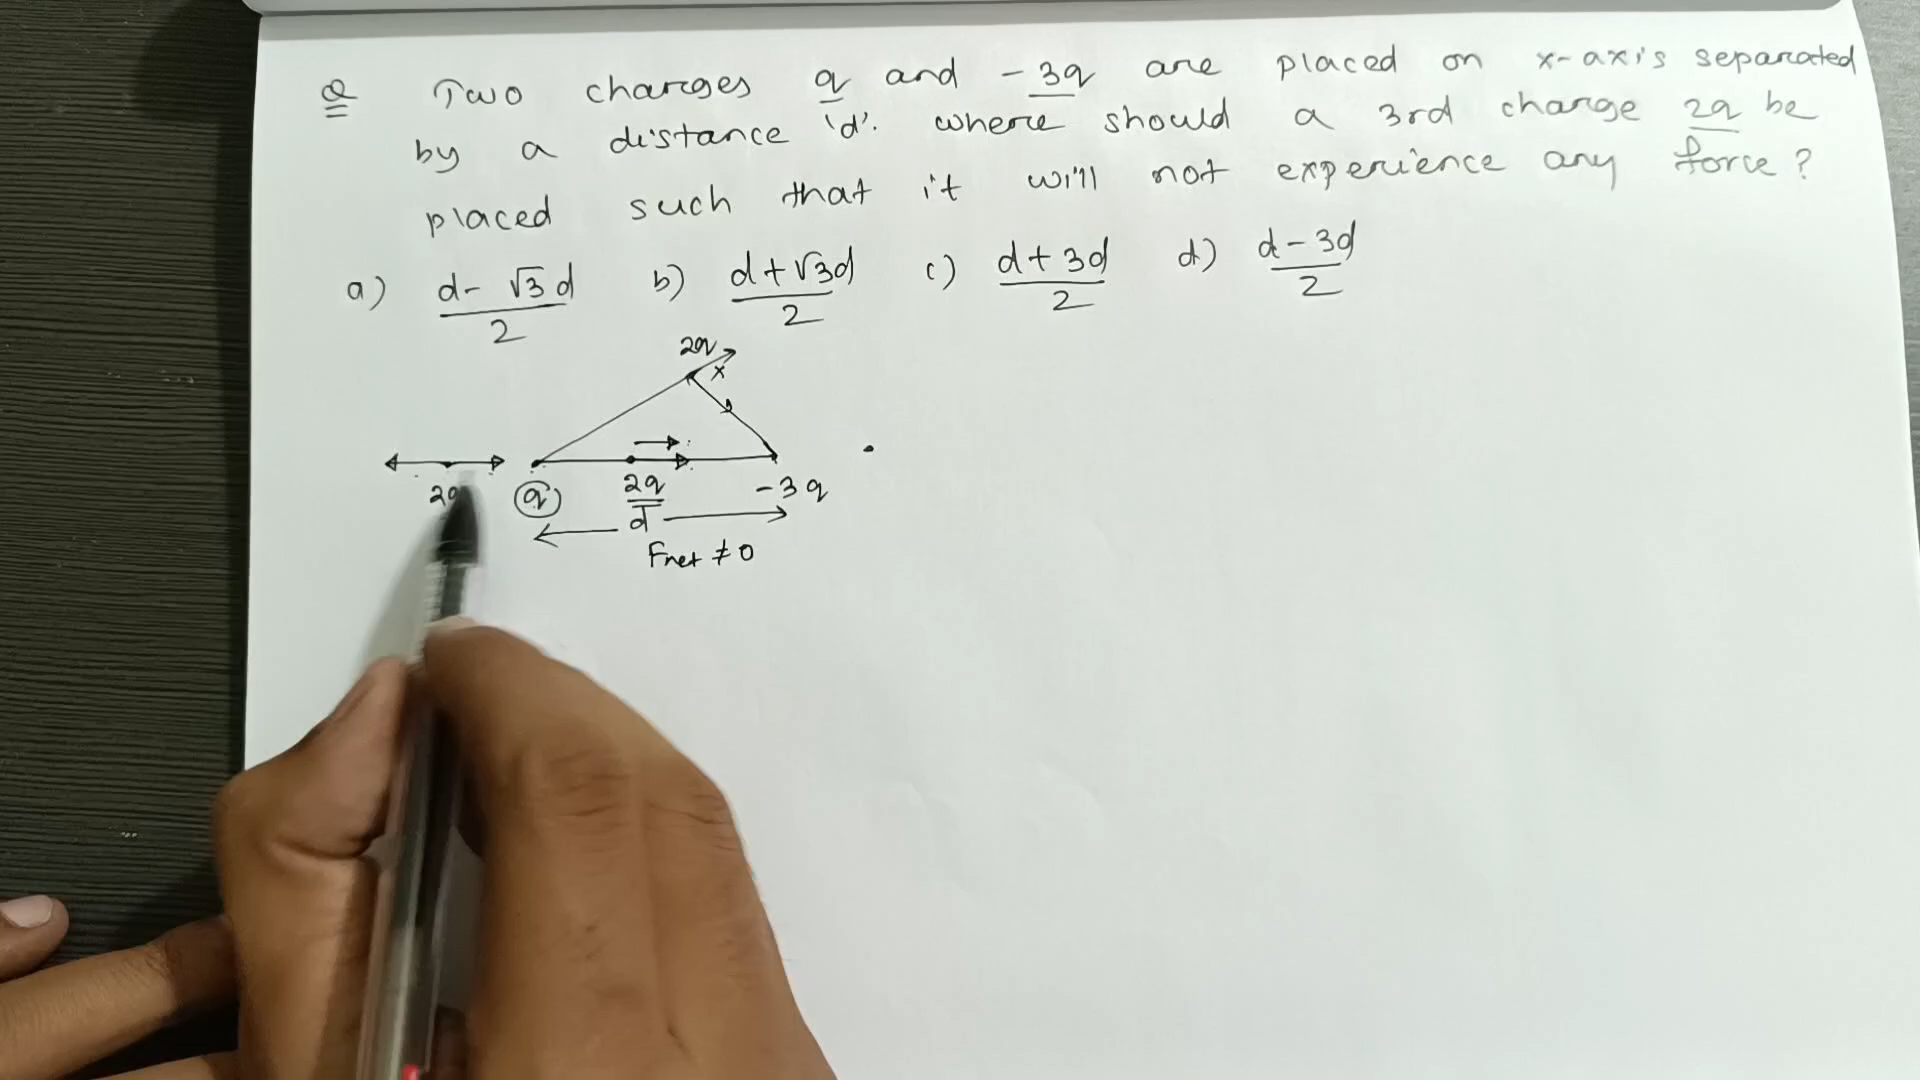 Q Two charges q and -3q are placed on x-axis separated
by a distance 'd'. where should a 3rd charge 2q be
placed such that it will not experience any force?
a) d - √3 d / 2 b) d + √3d / 2 c) d + 3d / 2 d) d - 3d / 2
2q
x
2q q 2q -3q
d
Fnet ≠ 0